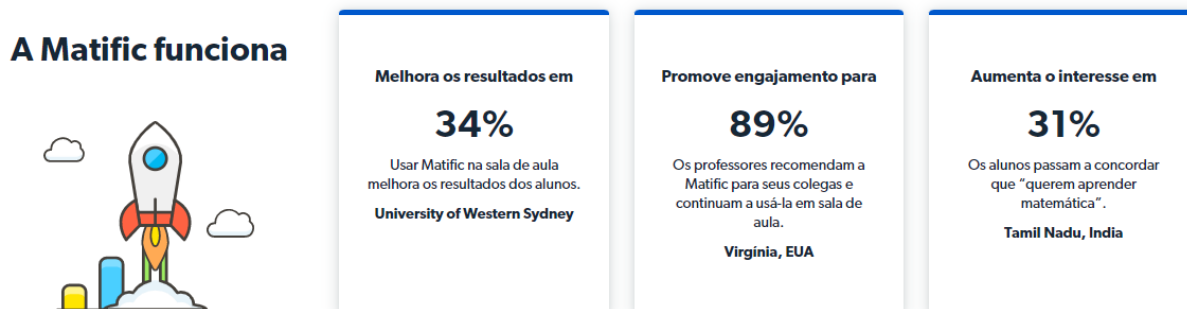 A Matific funciona
Melhora os resultados em
34%
Usar Matific na sala de aula
melhora os resultados dos alunos.
University of Western Sydney
Promove engajamento para
89%
Os professores recomendam a
Matific para seus colegas e
continuam a usá-la em sala de
aula.
Virgínia, EUA
Aumenta o interesse em
31%
Os alunos passam a concordar
que “querem aprender
matemática”.
Tamil Nadu, India